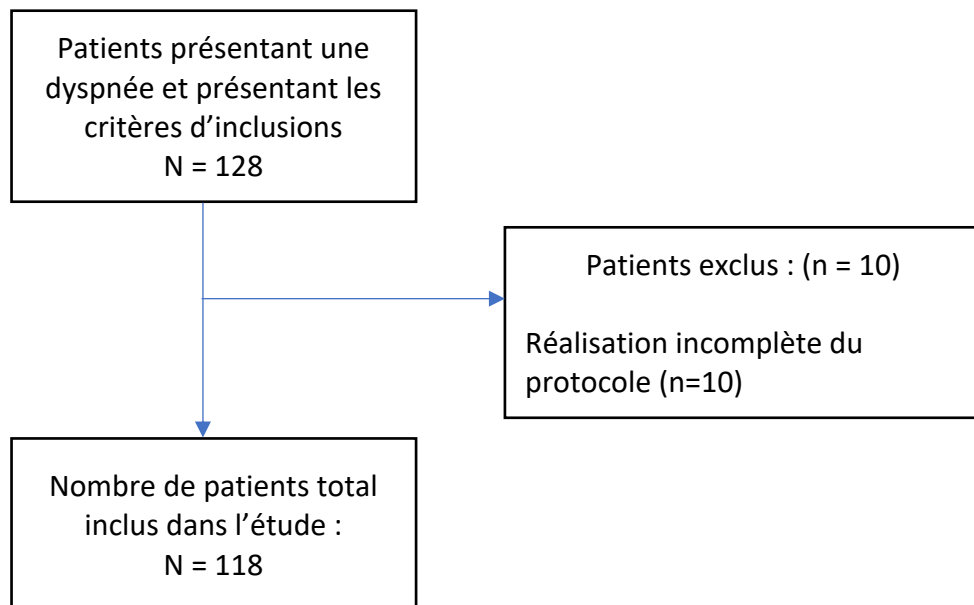 Patients présentant une
dyspnée et présentant les
critères d’inclusions
N = 128
Patients exclus : (n = 10)
Réalisation incomplète du
protocole (n=10)
Nombre de patients total
inclus dans l’étude :
N = 118